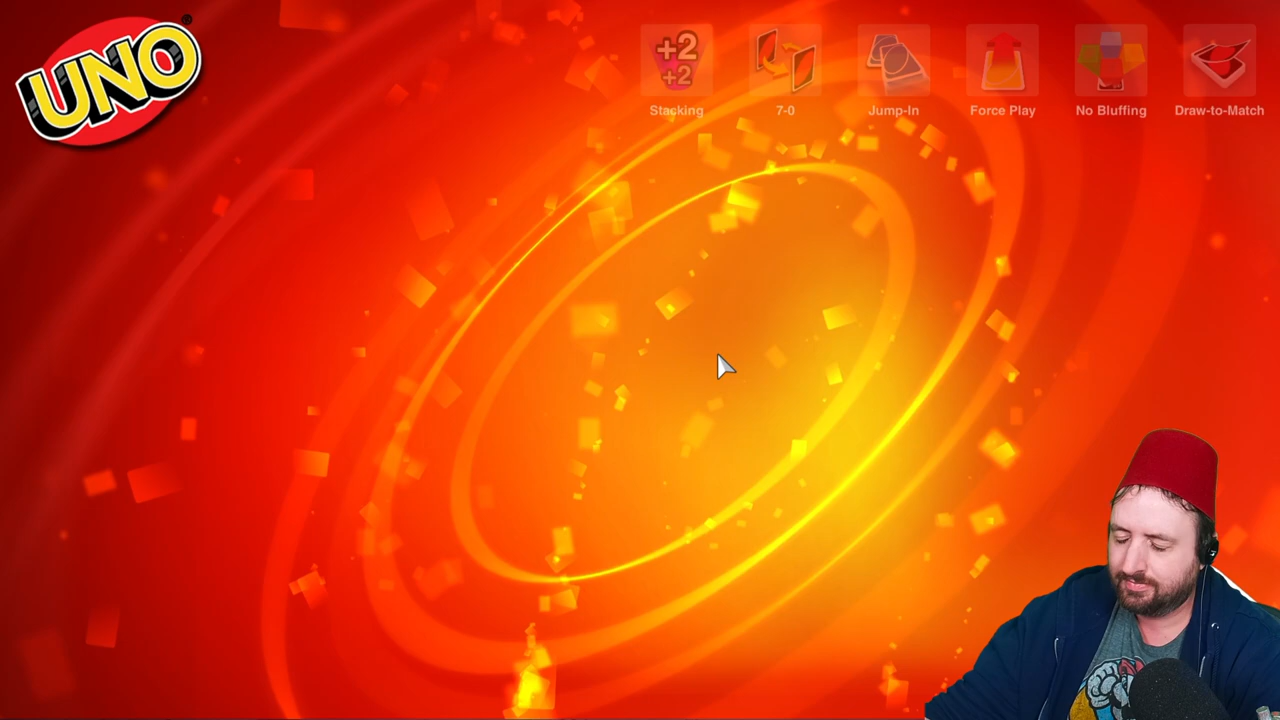 UNO®
+2
+2
Stacking
7-0
Jump-In
Force Play
No Bluffing
Draw-to-Match